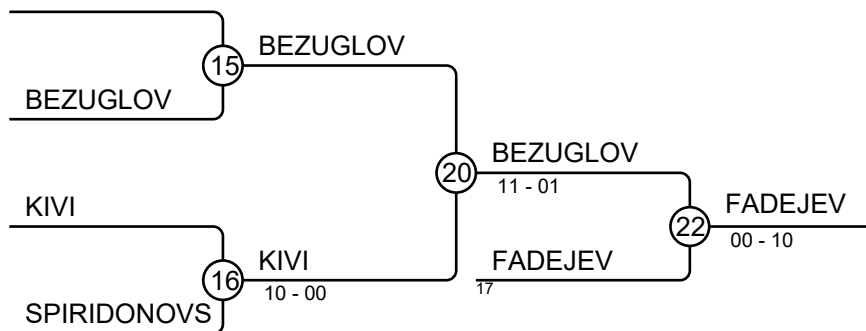 BEZUGLOV
15
BEZUGLOV
BEZUGLOV
20
11 - 01
KIVI
FADEJEV
22
00 - 10
KIVI
FADEJEV
16
10 - 00
17
SPIRIDONOVS